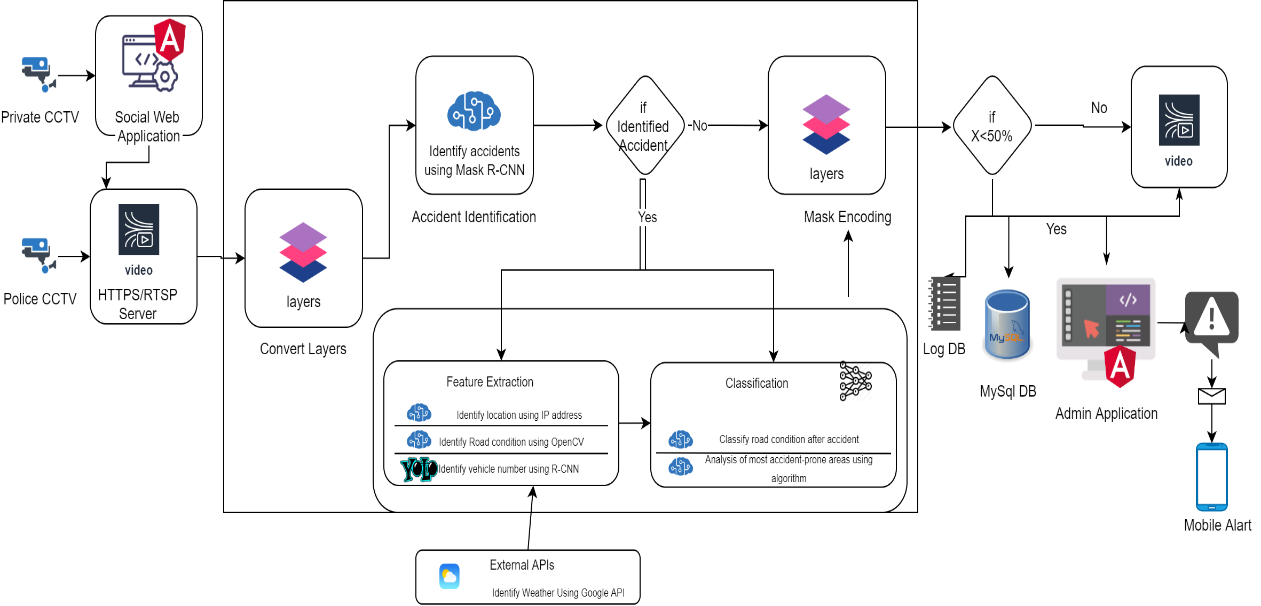 Private CCTV
Social Web
Application
Police CCTV
video
HTTPS/RTSP
Server
layers
Convert Layers
Identify accidents
using Mask R-CNN
Accident Identification
if
Identified
Accident
No
Yes
layers
Mask Encoding
if
X<50%
No
video
Yes
Feature Extraction
Identify location using IP address
Identify Road condition using OpenCV
YOLO
Identify vehicle number using R-CNN
Classification
Classify road condition after accident
Analysis of most accident-prone areas using
algorithm
External APIs
Identify Weather Using Google API
Log DB
MySQL
MySql DB
Admin Application
Mobile Alart